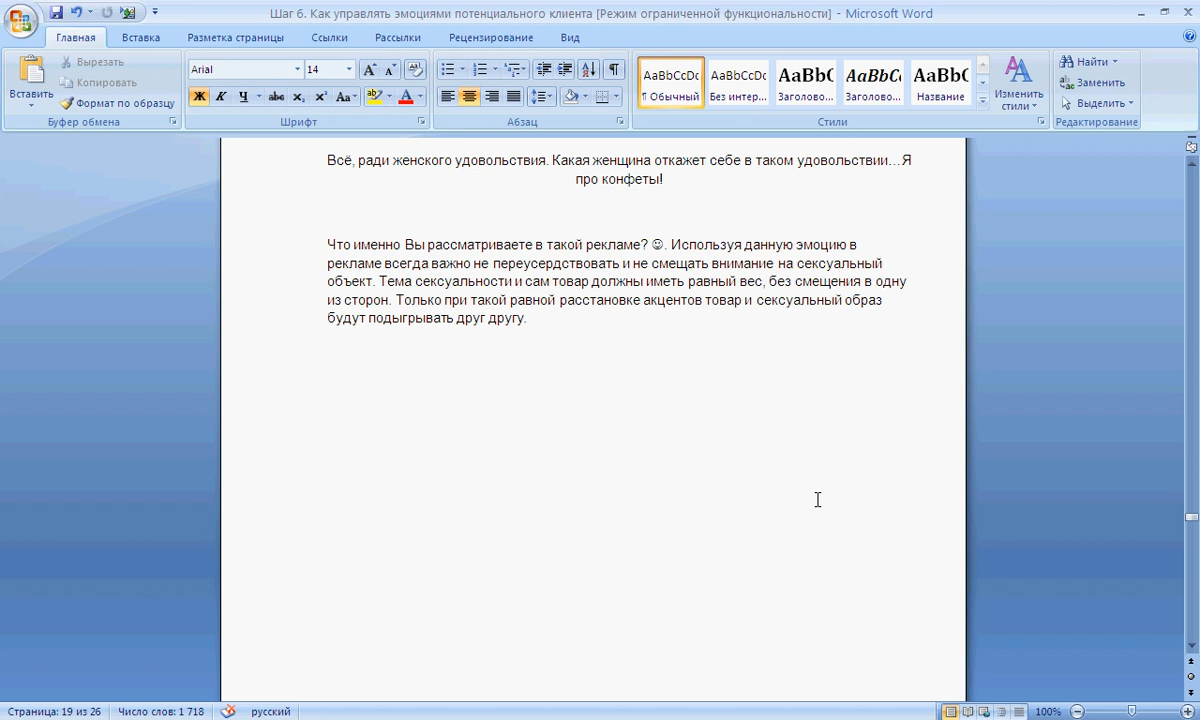 Шаг 6. Как управлять эмоциями потенциального клиента [Режим ограниченной функциональности] - Microsoft Word
Главная Вставка Разметка страницы Ссылки Рассылки Рецензирование Вид
Вставить
Вырезать
Копировать
Формат по образцу
Буфер обмена
Arial 14
Ж К Ч abc x₂ x² Aa ab А
Шрифт
Абзац
AaBbCcDc AaBbCcDc AaBbC AaBbCc AaBbC
¶ Обычный Без интер... Заголово... Заголово... Название
Изменить
стили
Стили
Найти
Заменить
Выделить
Редактирование
Всё, ради женского удовольствия. Какая женщина откажет себе в таком удовольствии...Я
про конфеты!
Что именно Вы рассматриваете в такой рекламе? ☺. Используя данную эмоцию в
рекламе всегда важно не переусердствовать и не смещать внимание на сексуальный
объект. Тема сексуальности и сам товар должны иметь равный вес, без смещения в одну
из сторон. Только при такой равной расстановке акцентов товар и сексуальный образ
будут подыгрывать друг другу.
Страница: 19 из 26 Число слов: 1 718 русский 100%